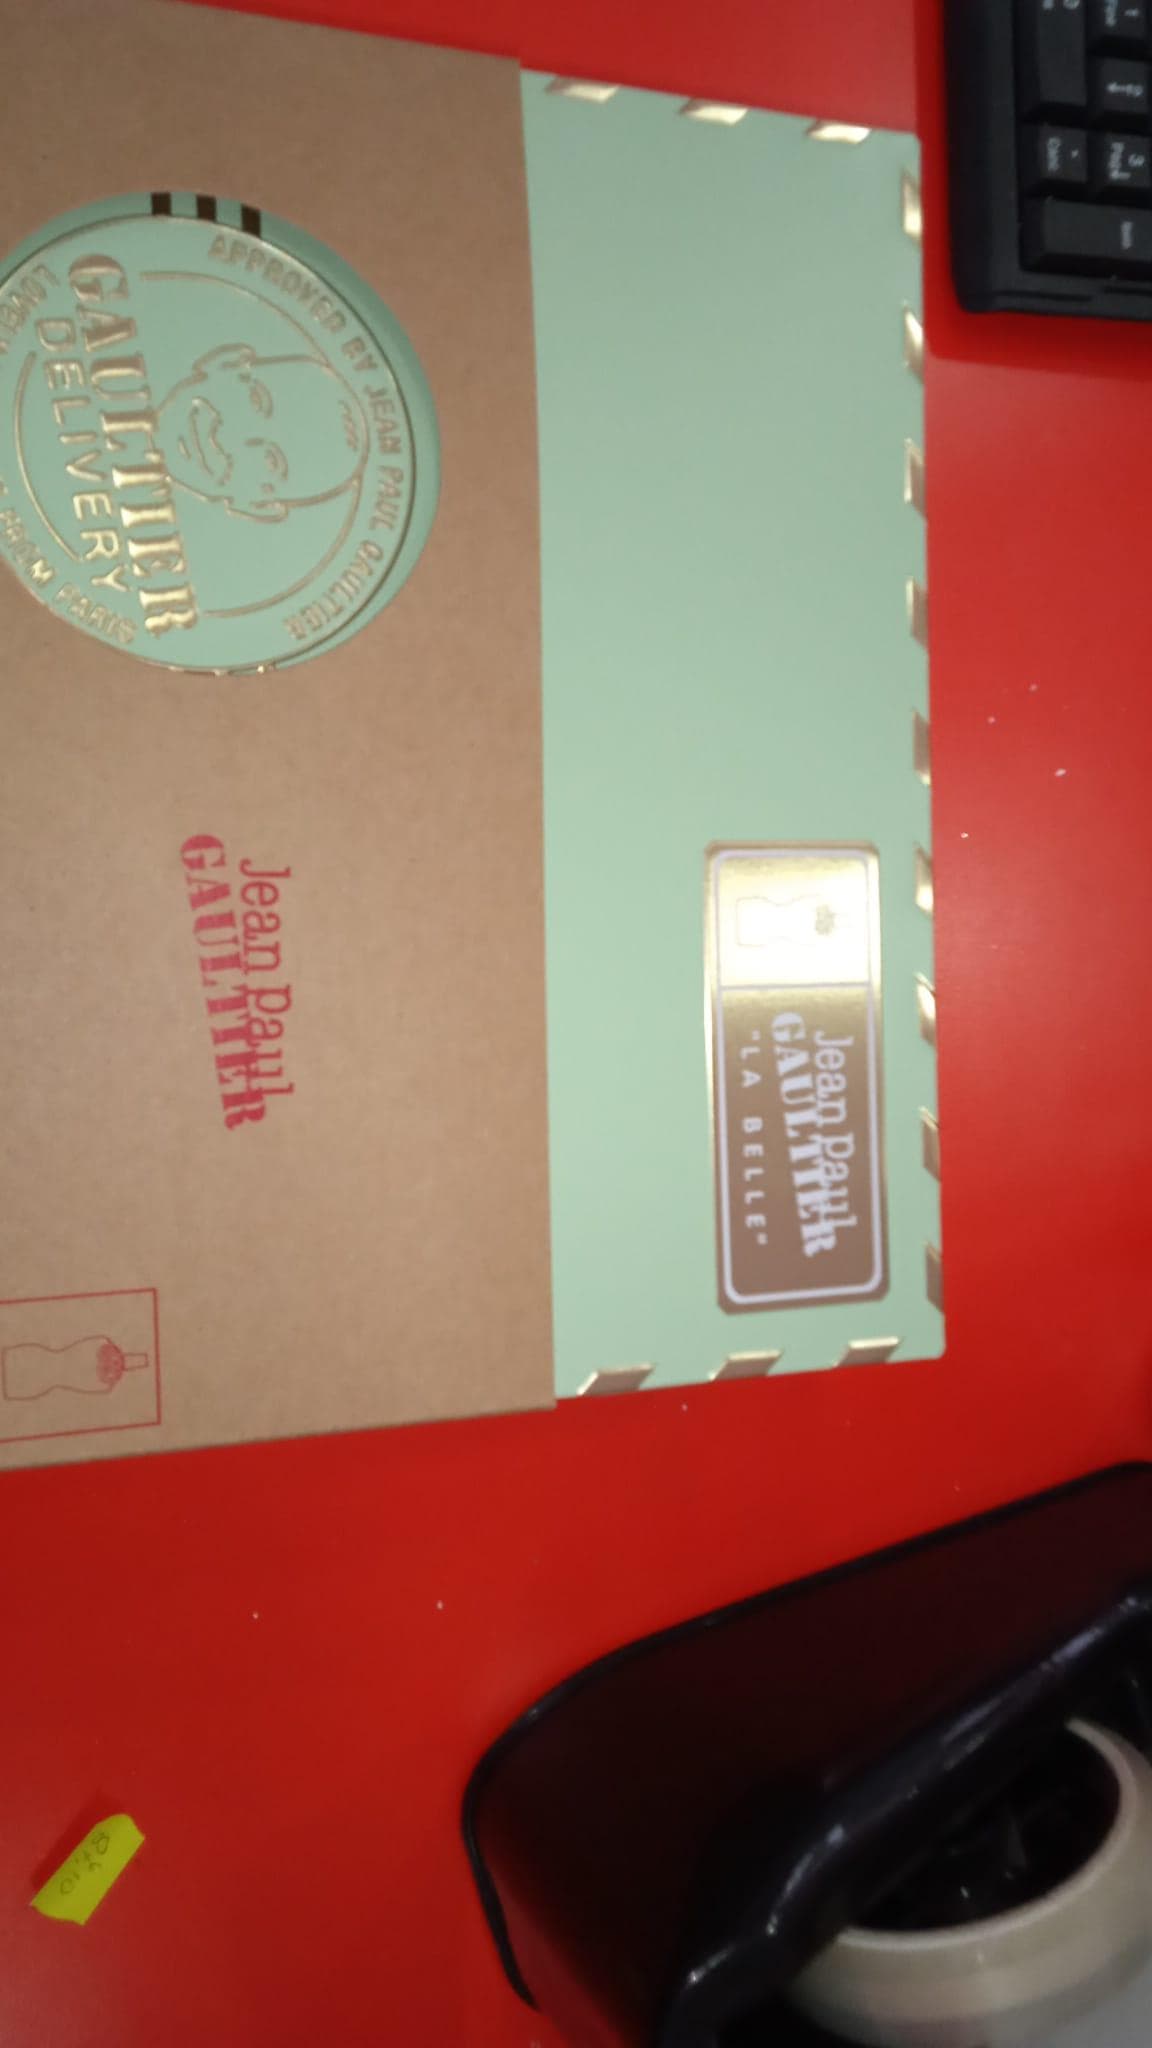 APPROVED BY JEAN PAUL GAULTIER
GAULTIER
DELIVERY
FROM PARIS
Jean Paul
GAULTIER
Jean Paul
GAULTIER
"LA BELLE"